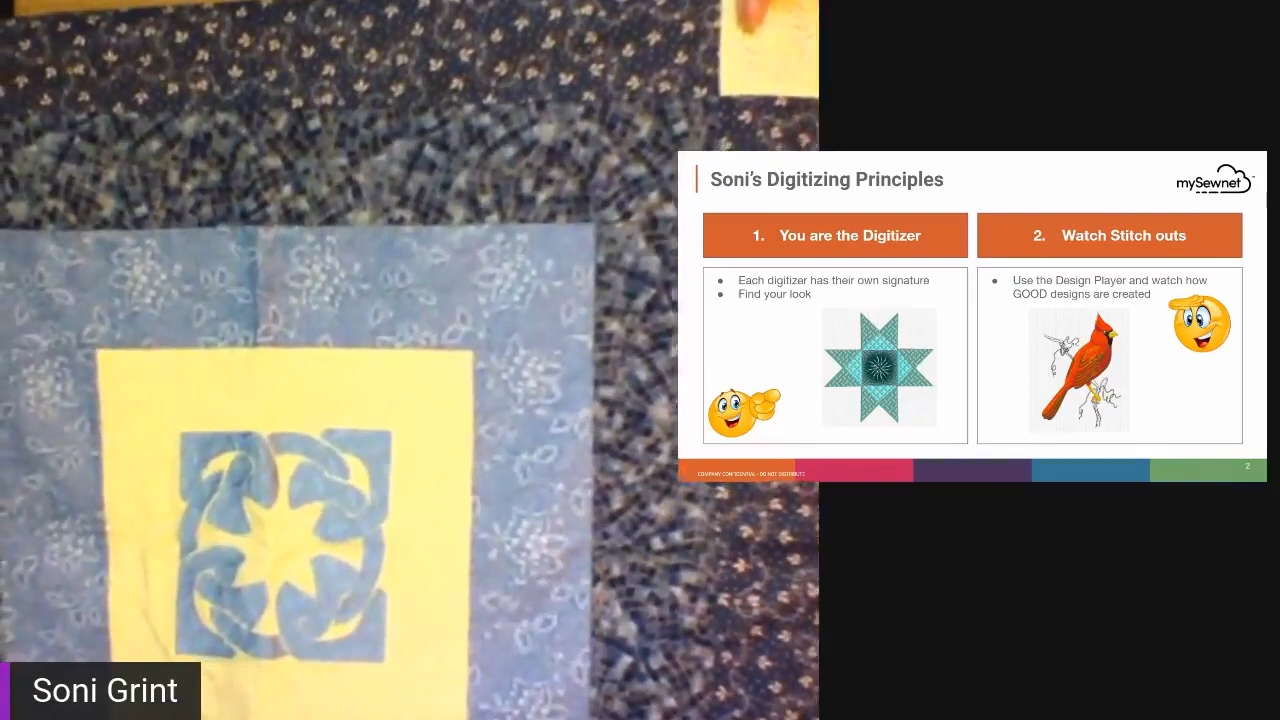 Soni's Digitizing Principles
mySewnet
1. You are the Digitizer
2. Watch Stitch outs
● Each digitizer has their own signature
● Find your look
● Use the Design Player and watch how
GOOD designs are created
COMPANY CONFIDENTIAL - DO NOT DISTRIBUTE
2
Soni Grint